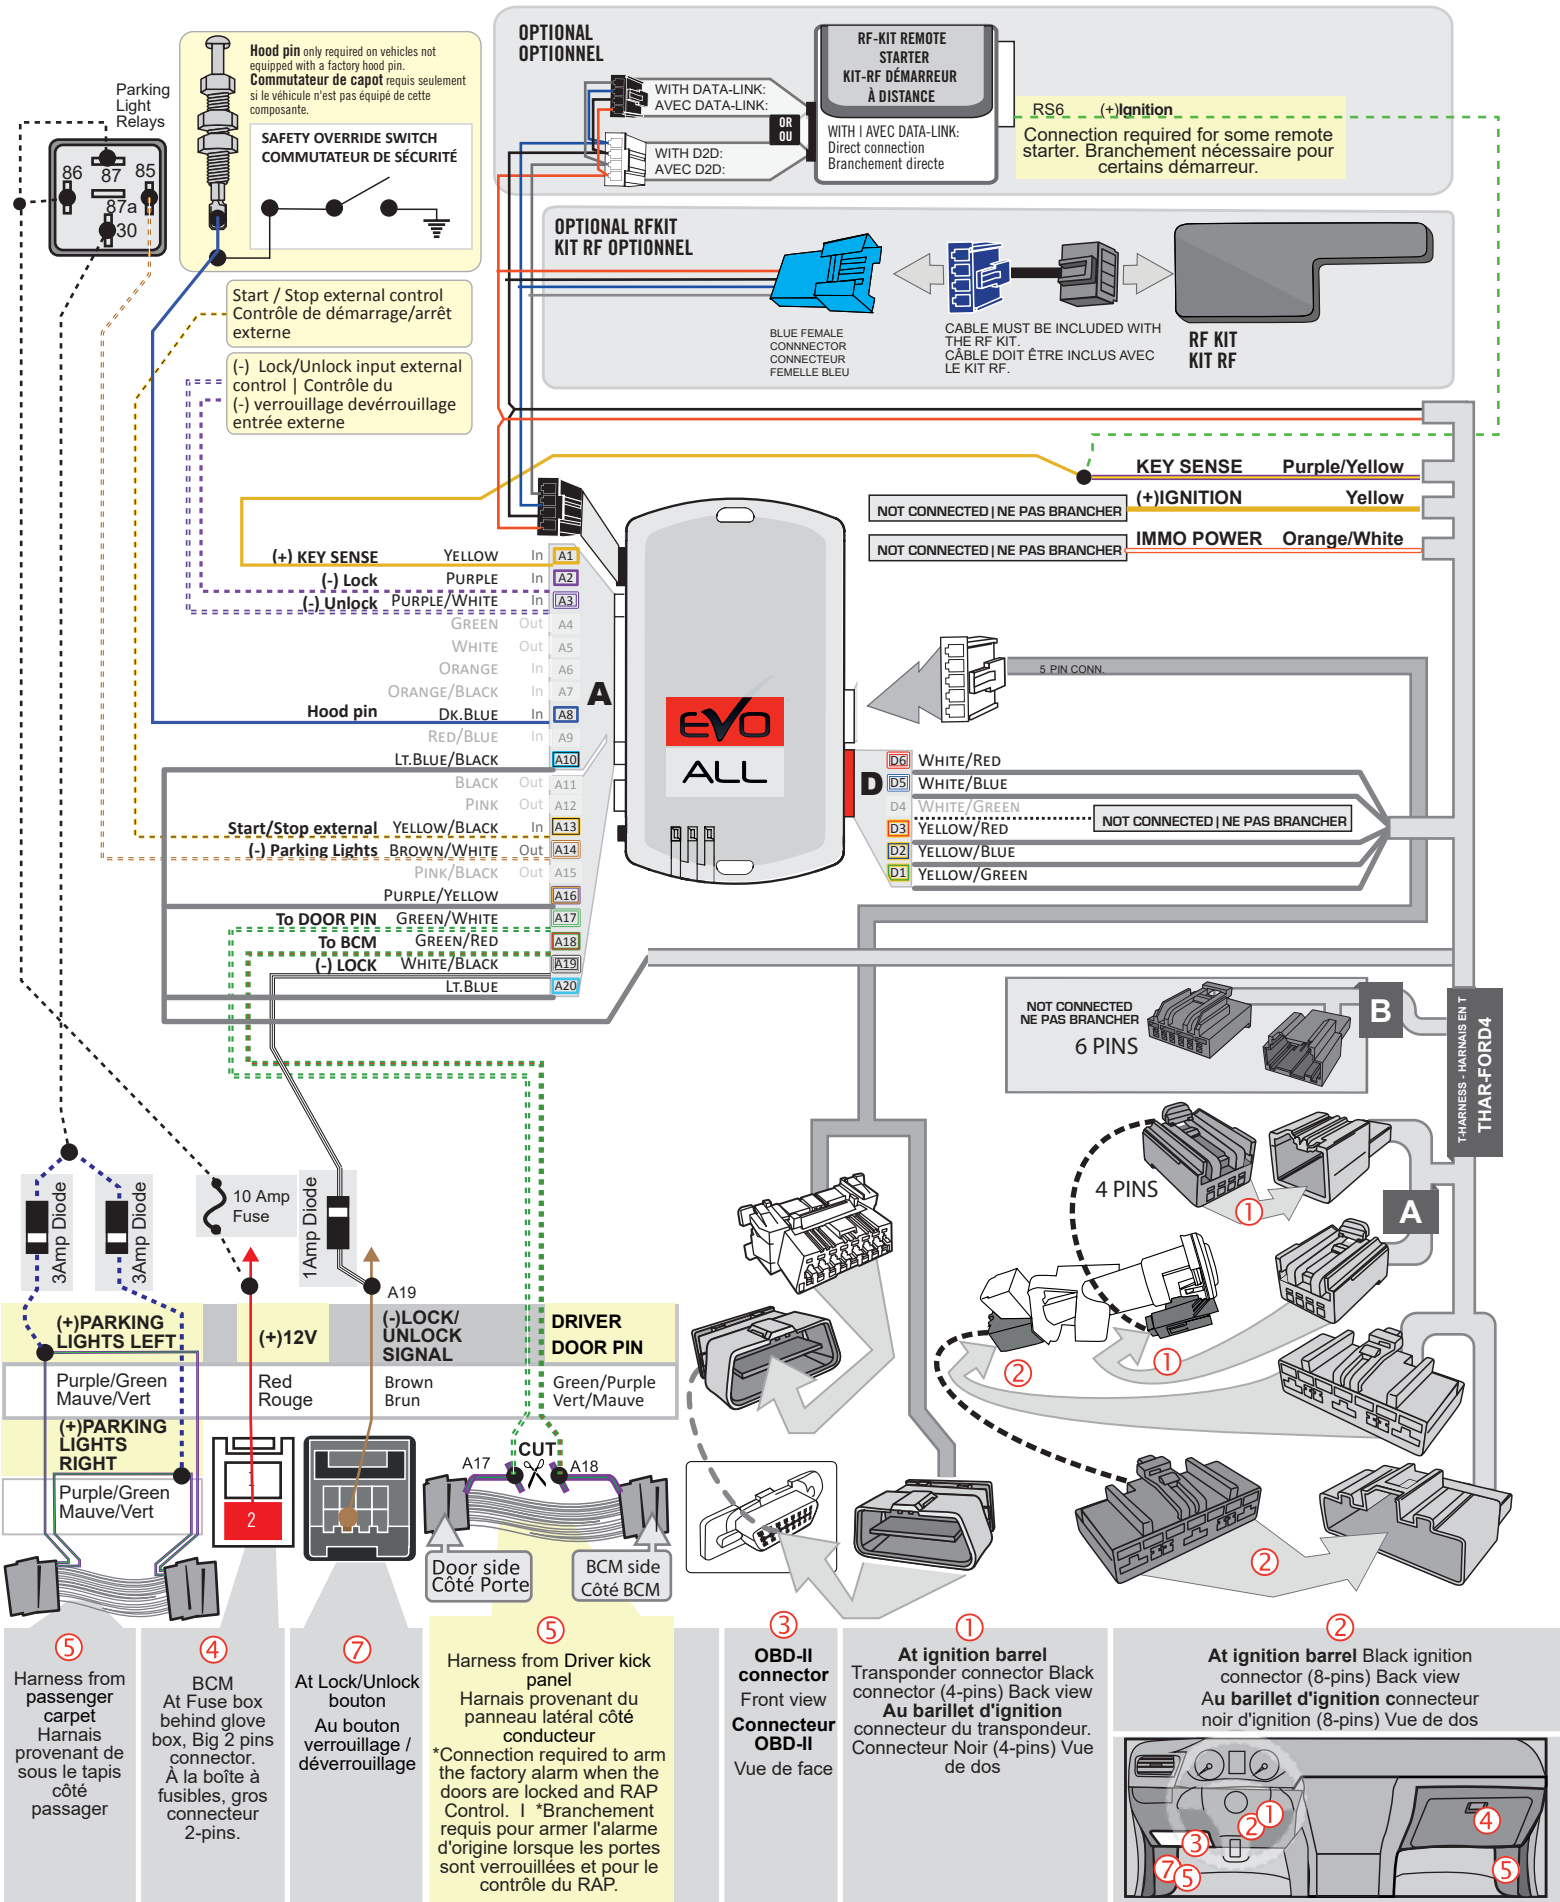 OPTIONAL
OPTIONNEL
RF-KIT REMOTE
STARTER
KIT-RF DÉMARREUR
À DISTANCE
WITH DATA-LINK:
AVEC DATA-LINK:
OR
OU
WITH D2D:
AVEC D2D:
WITH | AVEC DATA-LINK:
Direct connection
Branchement directe
RS6 (+)Ignition
Connection required for some remote
starter. Branchement nécessaire pour
certains démarreur.
Hood pin only required on vehicles not
equipped with a factory hood pin.
Commutateur de capot requis seulement
si le véhicule n'est pas équipé de cette
composante.
SAFETY OVERRIDE SWITCH
COMMUTATEUR DE SÉCURITÉ
Parking
Light
Relays
86
87
85
87a
30
OPTIONAL RFKIT
KIT RF OPTIONNEL
BLUE FEMALE
CONNNECTOR
CONNECTEUR
FEMELLE BLEU
CABLE MUST BE INCLUDED WITH
THE RF KIT.
CÂBLE DOIT ÊTRE INCLUS AVEC
LE KIT RF.
RF KIT
KIT RF
Start / Stop external control
Contrôle de démarrage/arrêt
externe
(-) Lock/Unlock input external
control | Contrôle du
(-) verrouillage devérrouillage
entrée externe
KEY SENSE Purple/Yellow
NOT CONNECTED | NE PAS BRANCHER (+)IGNITION Yellow
NOT CONNECTED | NE PAS BRANCHER IMMO POWER Orange/White
(+) KEY SENSE YELLOW In A1
(-) Lock PURPLE In A2
(-) Unlock PURPLE/WHITE In A3
GREEN Out A4
WHITE Out A5
ORANGE In A6
ORANGE/BLACK In A7
Hood pin DK.BLUE In A8
RED/BLUE In A9
LT.BLUE/BLACK A10
BLACK Out A11
PINK Out A12
Start/Stop external YELLOW/BLACK In A13
(-) Parking Lights BROWN/WHITE Out A14
PINK/BLACK Out A15
PURPLE/YELLOW A16
To DOOR PIN GREEN/WHITE A17
To BCM GREEN/RED A18
(-) LOCK WHITE/BLACK A19
LT.BLUE A20
A
EVO
ALL
5 PIN CONN.
D
D6 WHITE/RED
D5 WHITE/BLUE
D4 WHITE/GREEN
NOT CONNECTED | NE PAS BRANCHER
D3 YELLOW/RED
D2 YELLOW/BLUE
D1 YELLOW/GREEN
NOT CONNECTED
NE PAS BRANCHER
6 PINS
B
T-HARNESS - HARNAIS EN T
THAR-FORD4
4 PINS
1
A
2
1
2
3Amp Diode
3Amp Diode
10 Amp
Fuse
1Amp Diode
A19
(+)PARKING
LIGHTS LEFT
(+)12V
(-)LOCK/
UNLOCK
SIGNAL
DRIVER
DOOR PIN
Purple/Green
Mauve/Vert
Red
Rouge
Brown
Brun
Green/Purple
Vert/Mauve
(+)PARKING
LIGHTS
RIGHT
Purple/Green
Mauve/Vert
1
2
A17
CUT
A18
Door side
Côté Porte
BCM side
Côté BCM
5
Harness from
passenger
carpet
Harnais
provenant de
sous le tapis
côté
passager
4
BCM
At Fuse box
behind glove
box, Big 2 pins
connector.
À la boîte à
fusibles, gros
connecteur
2-pins.
7
At Lock/Unlock
bouton
Au bouton
verrouillage /
déverrouillage
5
Harness from Driver kick
panel
Harnais provenant du
panneau latéral côté
conducteur
*Connection required to arm
the factory alarm when the
doors are locked and RAP
Control. I *Branchement
requis pour armer l'alarme
d'origine lorsque les portes
sont verrouillées et pour le
contrôle du RAP.
3
OBD-II
connector
Front view
Connecteur
OBD-II
Vue de face
1
At ignition barrel
Transponder connector Black
connector (4-pins) Back view
Au barillet d'ignition
connecteur du transpondeur.
Connecteur Noir (4-pins) Vue
de dos
2
At ignition barrel Black ignition
connector (8-pins) Back view
Au barillet d'ignition connecteur
noir d'ignition (8-pins) Vue de dos
1
2
3
4
7
5
5